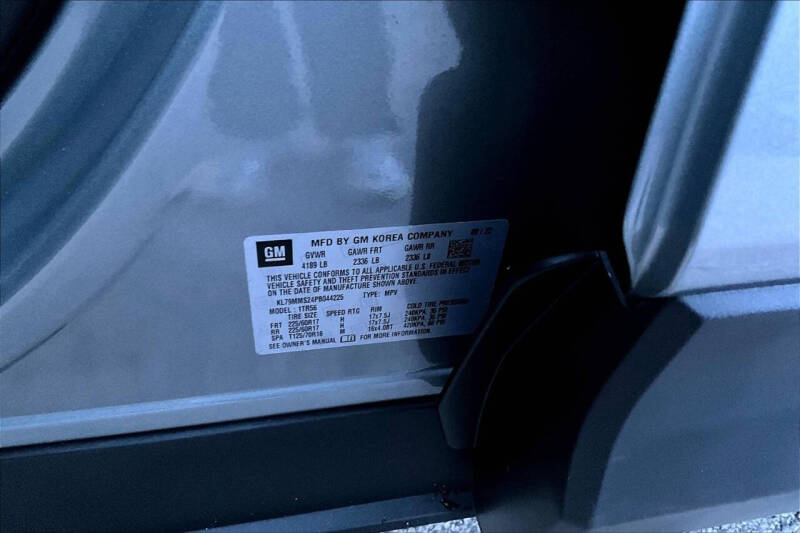 GM
MFD BY GM KOREA COMPANY 09 / 22
GVWR GAWR FRT GAWR RR
4189 LB 2336 LB 2336 LB
THIS VEHICLE CONFORMS TO ALL APPLICABLE U.S. FEDERAL MOTOR
VEHICLE SAFETY AND THEFT PREVENTION STANDARDS IN EFFECT
ON THE DATE OF MANUFACTURE SHOWN ABOVE.
KL79MMS24PB044225 TYPE: MPV
MODEL: 1TR56
TIRE SIZE SPEED RTG RIM COLD TIRE PRESSURE
FRT 225/60R17 H 17x7.5J 240KPA, 35 PSI
RR 225/60R17 H 17x7.5J 240KPA, 35 PSI
SPA T125/70R16 M 16x4.00T 420KPA, 60 PSI
SEE OWNER'S MANUAL FOR MORE INFORMATION.